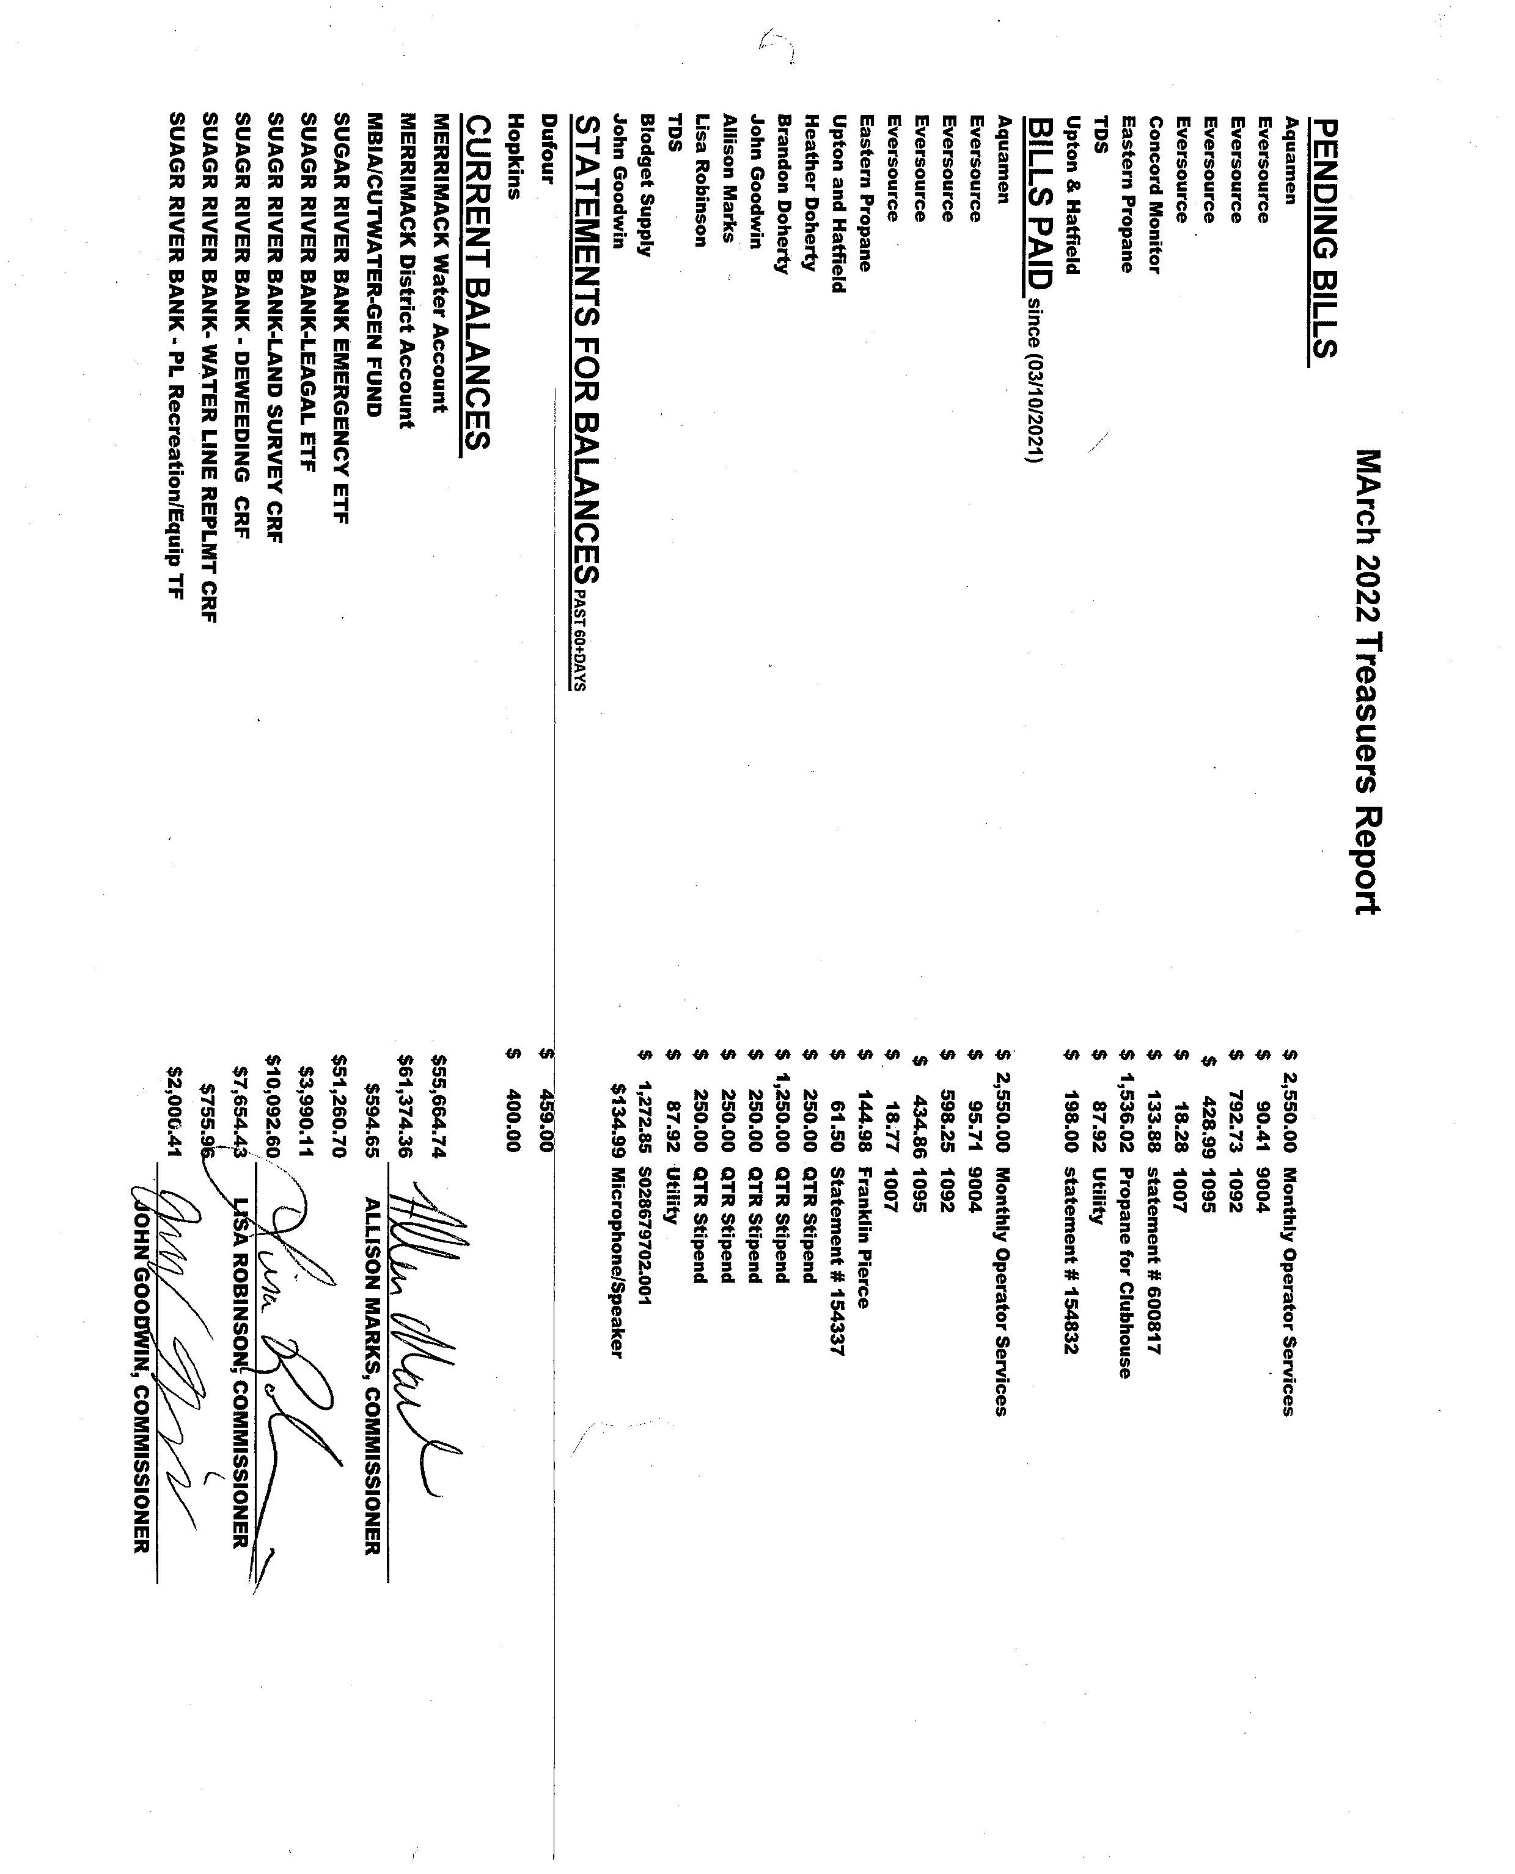 MArch 2022 Treasuers Report
PENDING BILLS
Aquamen $ 2,550.00 Monthly Operator Services
Eversource $ 90.41 9004
Eversource $ 792.73 1092
Eversource $ 428.99 1095
Eversource $ 18.28 1007
Concord Monitor $ 133.88 statement # 600817
Eastern Propane $ 1,536.02 Propane for Clubhouse
TDS $ 87.92 Utility
Upton & Hatfield $ 198.00 statement # 154832
BILLS PAID since (03/10/2021)
Aquamen $ 2,550.00 Monthly Operator Services
Eversource $ 95.71 9004
Eversource $ 598.25 1092
Eversource $ 434.86 1095
Eversource $ 18.77 1007
Eastern Propane $ 144.98 Franklin Pierce
Upton and Hatfield $ 61.50 Statement # 154337
Heather Doherty $ 250.00 QTR Stipend
Brandon Doherty $ 1,250.00 QTR Stipend
John Goodwin $ 250.00 QTR Stipend
Allison Marks $ 250.00 QTR Stipend
Lisa Robinson $ 250.00 QTR Stipend
TDS $ 87.92 Utility
Blodget Supply $ 1,272.85 S028679702.001
John Goodwin $134.99 Microphone/Speaker
STATEMENTS FOR BALANCES PAST 60+DAYS
Dufour $ 459.00
Hopkins $ 400.00
CURRENT BALANCES
MERRIMACK Water Account $55,664.74
MERRIMACK District Account $61,374.36
MBIA/CUTWATER-GEN FUND $594.65 ALLISON MARKS, COMMISSIONER
SUGAR RIVER BANK EMERGENCY ETF $51,260.70
SUAGR RIVER BANK-LEAGAL ETF $3,990.11
SUAGR RIVER BANK-LAND SURVEY CRF $10,092.60
SUAGR RIVER BANK - DEWEEDING CRF $7,654.43 LISA ROBINSON, COMMISSIONER
SUAGR RIVER BANK- WATER LINE REPLMT CRF $755.96
SUAGR RIVER BANK - PL Recreation/Equip TF $2,000.41
JOHN GOODWIN, COMMISSIONER